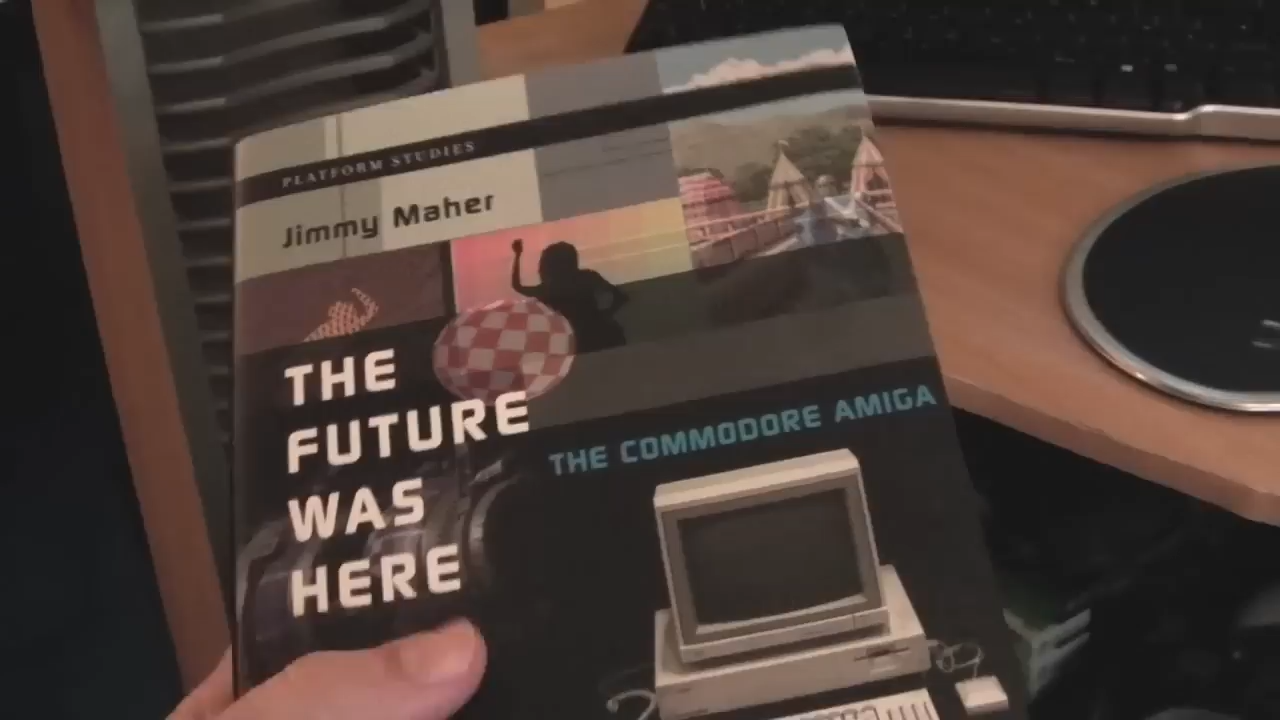 PLATFORM STUDIES
Jimmy Maher
THE
FUTURE
WAS
HERE
THE COMMODORE AMIGA